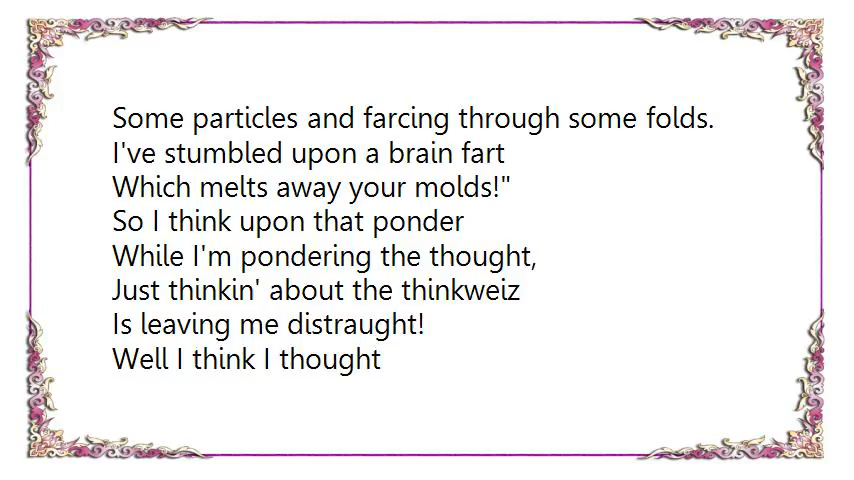 Some particles and farcing through some folds.
I've stumbled upon a brain fart
Which melts away your molds!"
So I think upon that ponder
While I'm pondering the thought,
Just thinkin' about the thinkweiz
Is leaving me distraught!
Well I think I thought